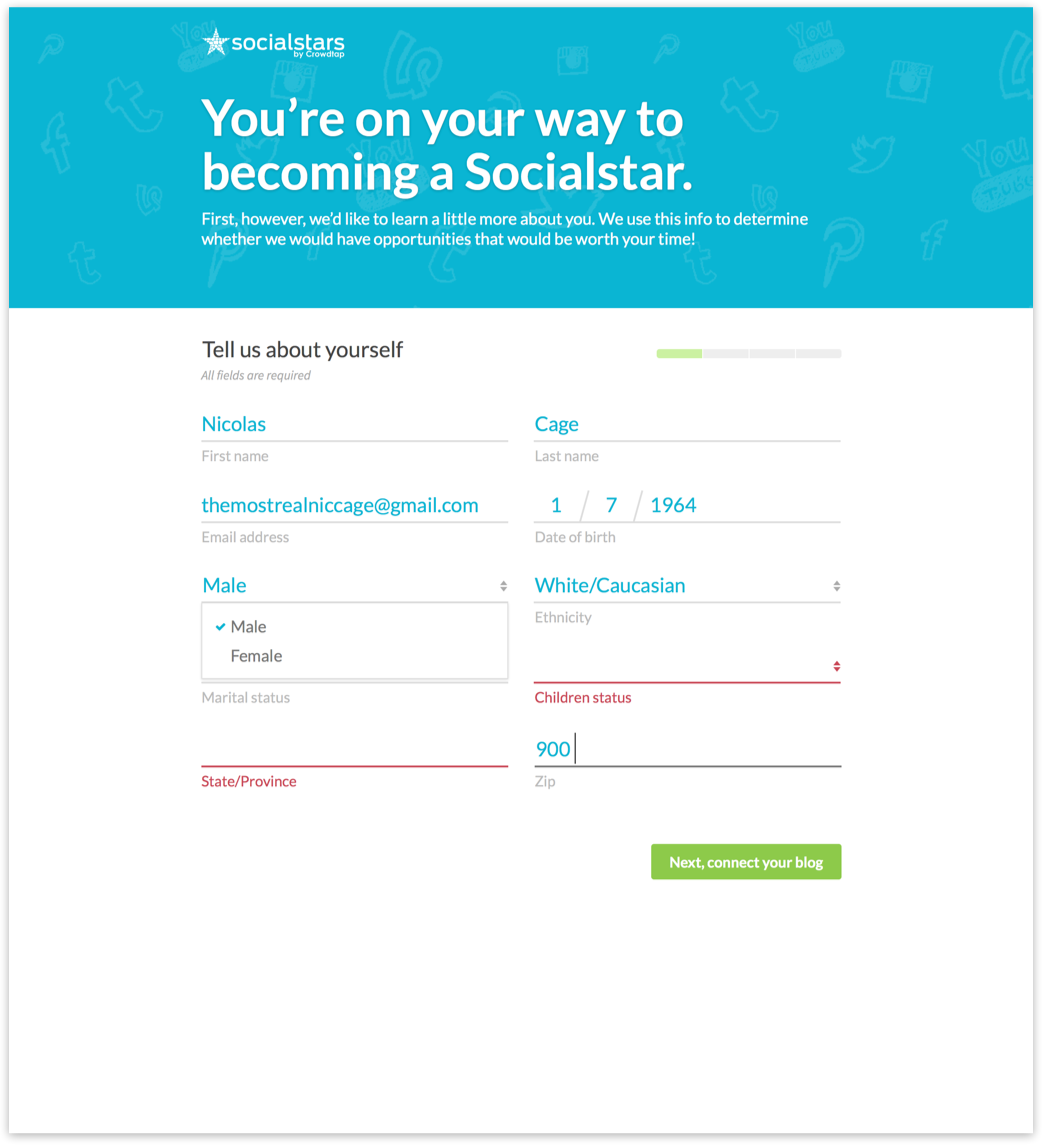 socialstars
by Crowdtap
You’re on your way to
becoming a Socialstar.
First, however, we’d like to learn a little more about you. We use this info to determine
whether we would have opportunities that would be worth your time!
Tell us about yourself
All fields are required
Nicolas
First name
Cage
Last name
themostrealniccage@gmail.com
Email address
1 / 7 / 1964
Date of birth
Male
Male
Female
White/Caucasian
Ethnicity
Marital status
Children status
State/Province
900
Zip
Next, connect your blog